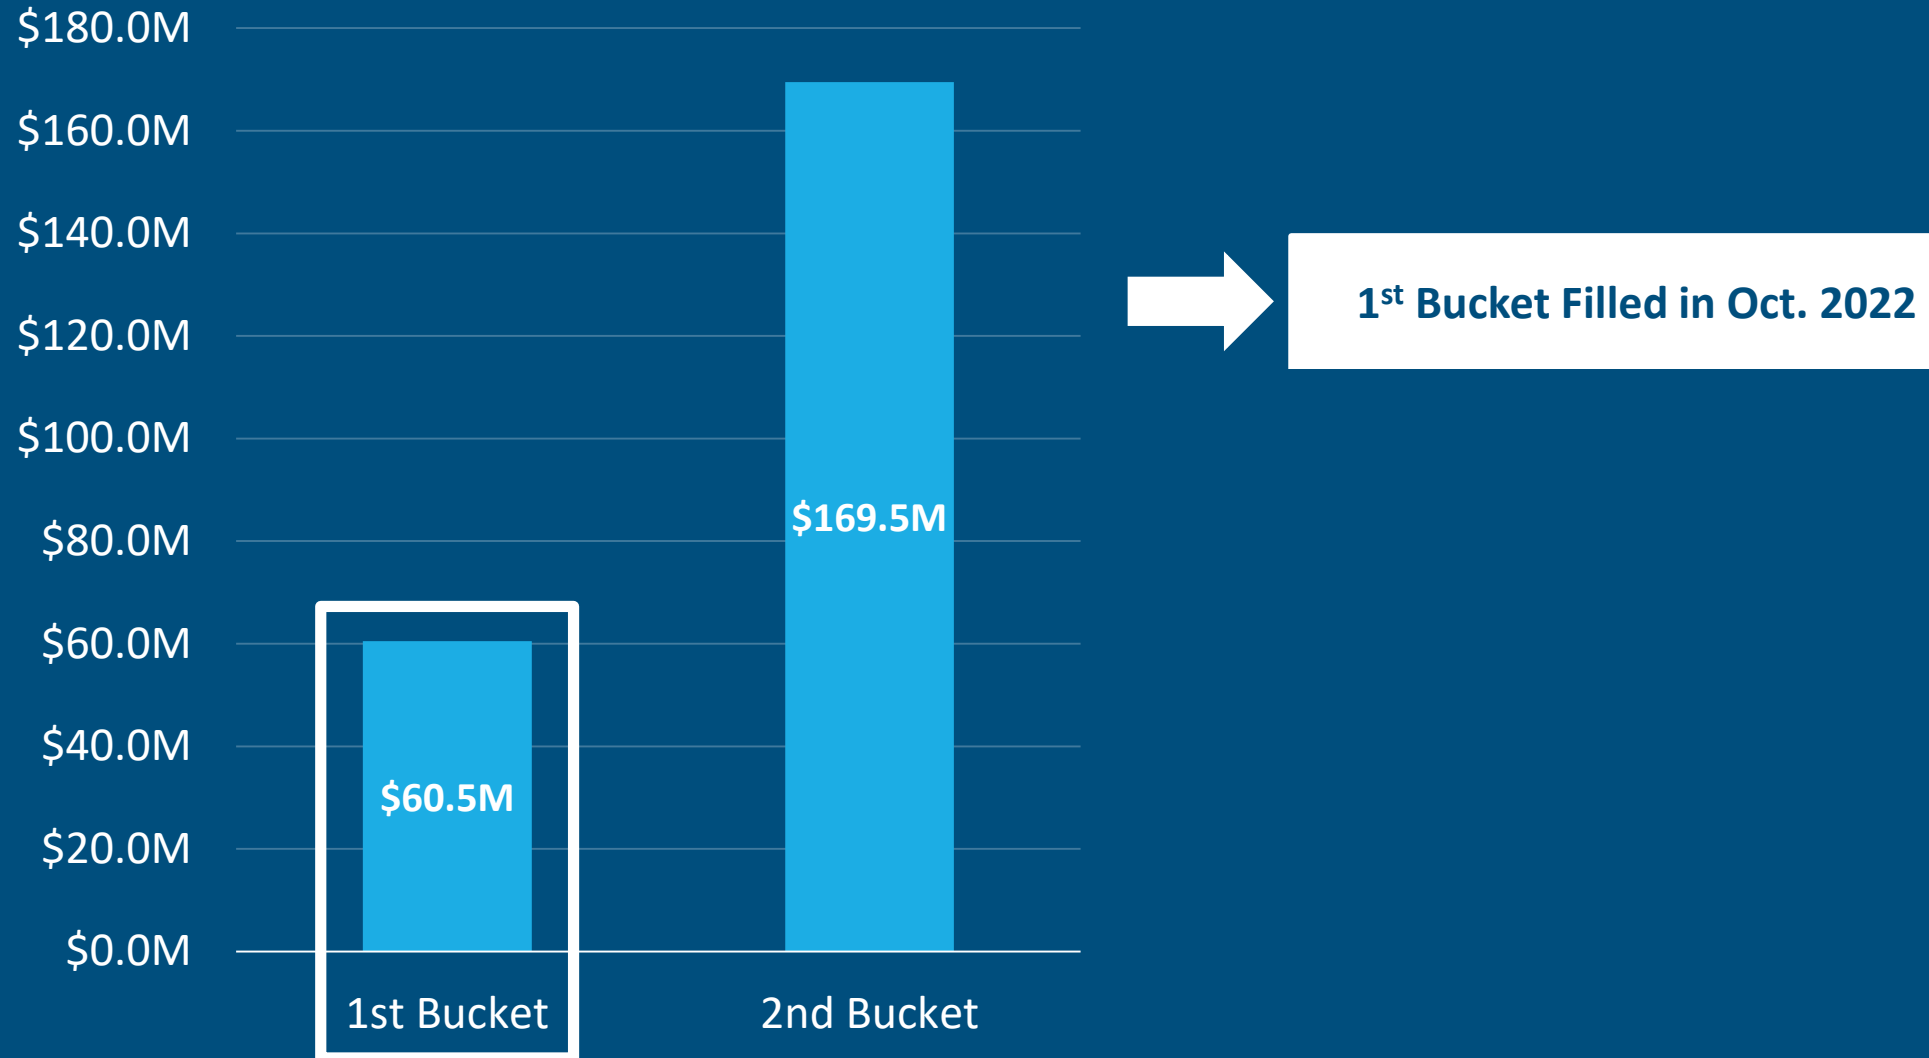 $180.0M
$160.0M
$140.0M
$120.0M
$100.0M
$80.0M
$60.0M
$40.0M
$20.0M
$0.0M
$60.5M
$169.5M
1st Bucket
2nd Bucket
1st Bucket Filled in Oct. 2022